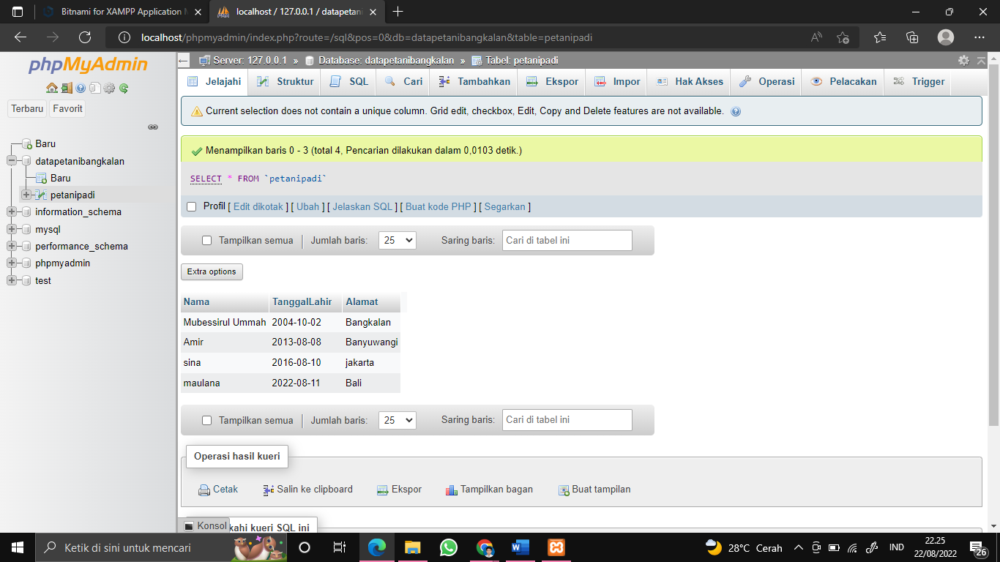 Bitnami for XAMPP Application M
localhost / 127.0.0.1 / datapetani
localhost/phpmyadmin/index.php?route=/sql&pos=0&db=datapetanibangkalan&table=petanipadi
phpMyAdmin
Terbaru Favorit
Baru
datapetanibangkalan
Baru
petanipadi
information_schema
mysql
performance_schema
phpmyadmin
test
Server: 127.0.0.1 » Database: datapetanibangkalan » Tabel: petanipadi
Jelajahi Struktur SQL Cari Tambahkan Ekspor Impor Hak Akses Operasi Pelacakan Trigger
Current selection does not contain a unique column. Grid edit, checkbox, Edit, Copy and Delete features are not available.
Menampilkan baris 0 - 3 (total 4, Pencarian dilakukan dalam 0,0103 detik.)
SELECT * FROM `petanipadi`
Profil [ Edit dikotak ] [ Ubah ] [ Jelaskan SQL ] [ Buat kode PHP ] [ Segarkan ]
Tampilkan semua | Jumlah baris: 25 Saring baris: Cari di tabel ini
Extra options
Nama TanggalLahir Alamat
Mubessirul Ummah 2004-10-02 Bangkalan
Amir 2013-08-08 Banyuwangi
sina 2016-08-10 jakarta
maulana 2022-08-11 Bali
Tampilkan semua | Jumlah baris: 25 Saring baris: Cari di tabel ini
Operasi hasil kueri
Cetak Salin ke clipboard Ekspor Tampilkan bagan Buat tampilan
Konsol kahi kueri SQL ini
Ketik di sini untuk mencari
28°C Cerah
IND
22.25
22/08/2022
26